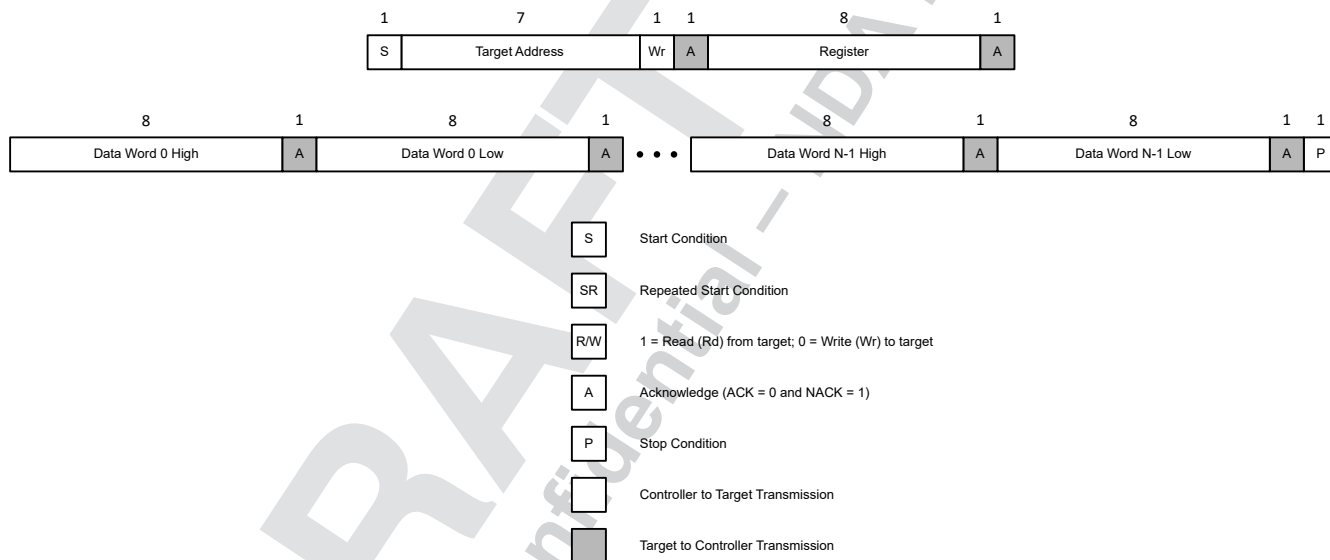 1 7 1 1 8 1
S Target Address Wr A Register A
8 1 8 1 8 1 8 1 1
Data Word 0 High A Data Word 0 Low A • • • Data Word N-1 High A Data Word N-1 Low A P
S Start Condition
SR Repeated Start Condition
R/W 1 = Read (Rd) from target; 0 = Write (Wr) to target
A Acknowledge (ACK = 0 and NACK = 1)
P Stop Condition
Controller to Target Transmission
Target to Controller Transmission